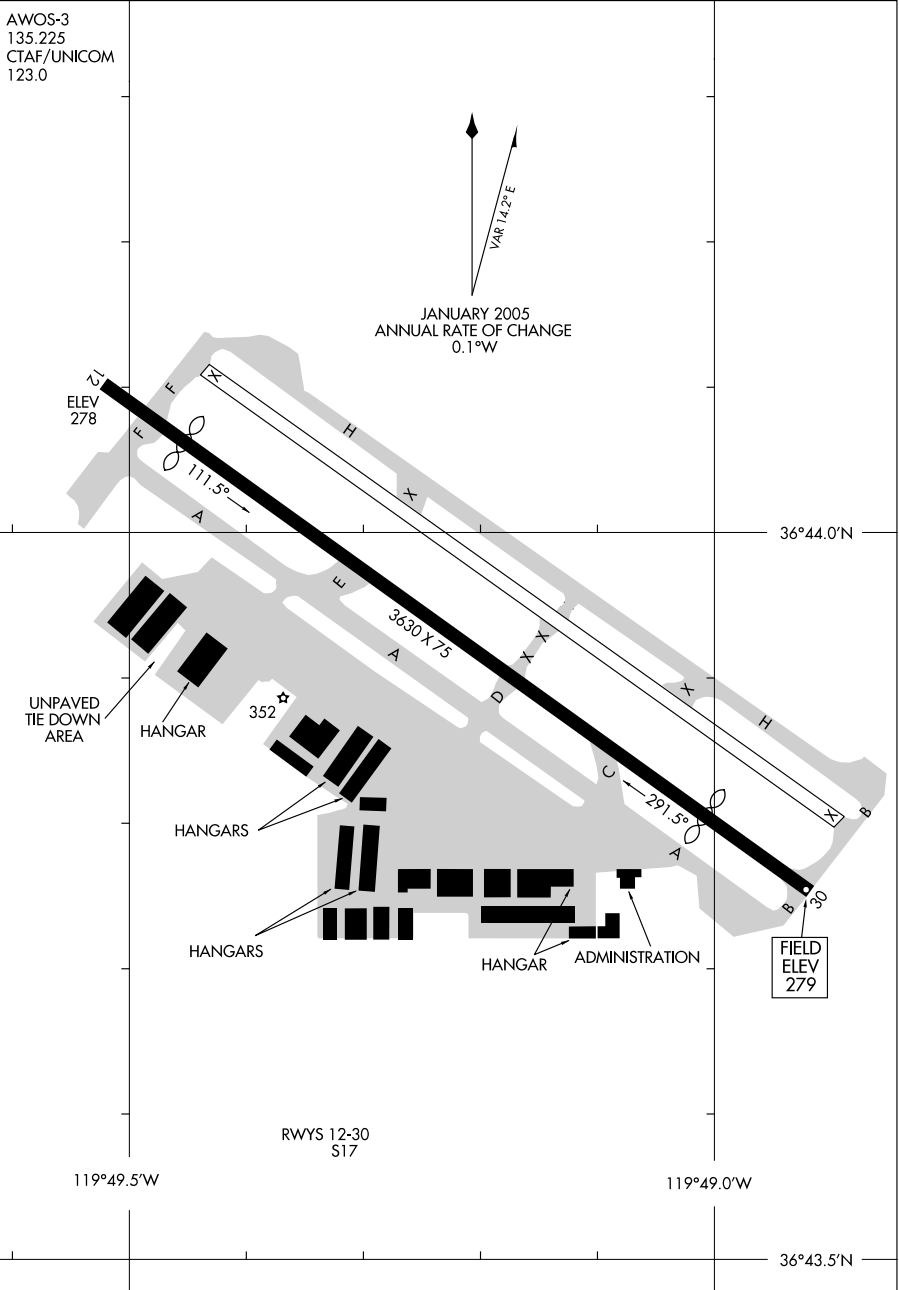 AWOS-3
135.225
CTAF/UNICOM
123.0
VAR 14.2° E
JANUARY 2005
ANNUAL RATE OF CHANGE
0.1°W
12
ELEV
278
F
F
X
H
111.5°
X
A
36°44.0'N
E
3630 X 75
A
X
X
D
X
H
UNPAVED
TIE DOWN
AREA
HANGAR
352
C
291.5°
X
B
HANGARS
A
B
30
HANGARS
HANGAR
ADMINISTRATION
FIELD
ELEV
279
RWYS 12-30
S17
119°49.5'W
119°49.0'W
36°43.5'N